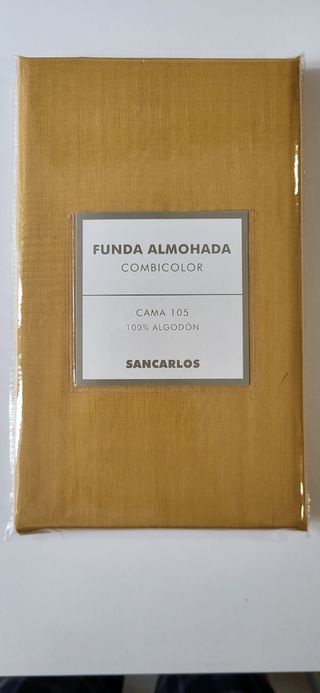 FUNDA ALMOHADA
COMBICOLOR
CAMA 105
100% ALGODÓN
SANCARLOS